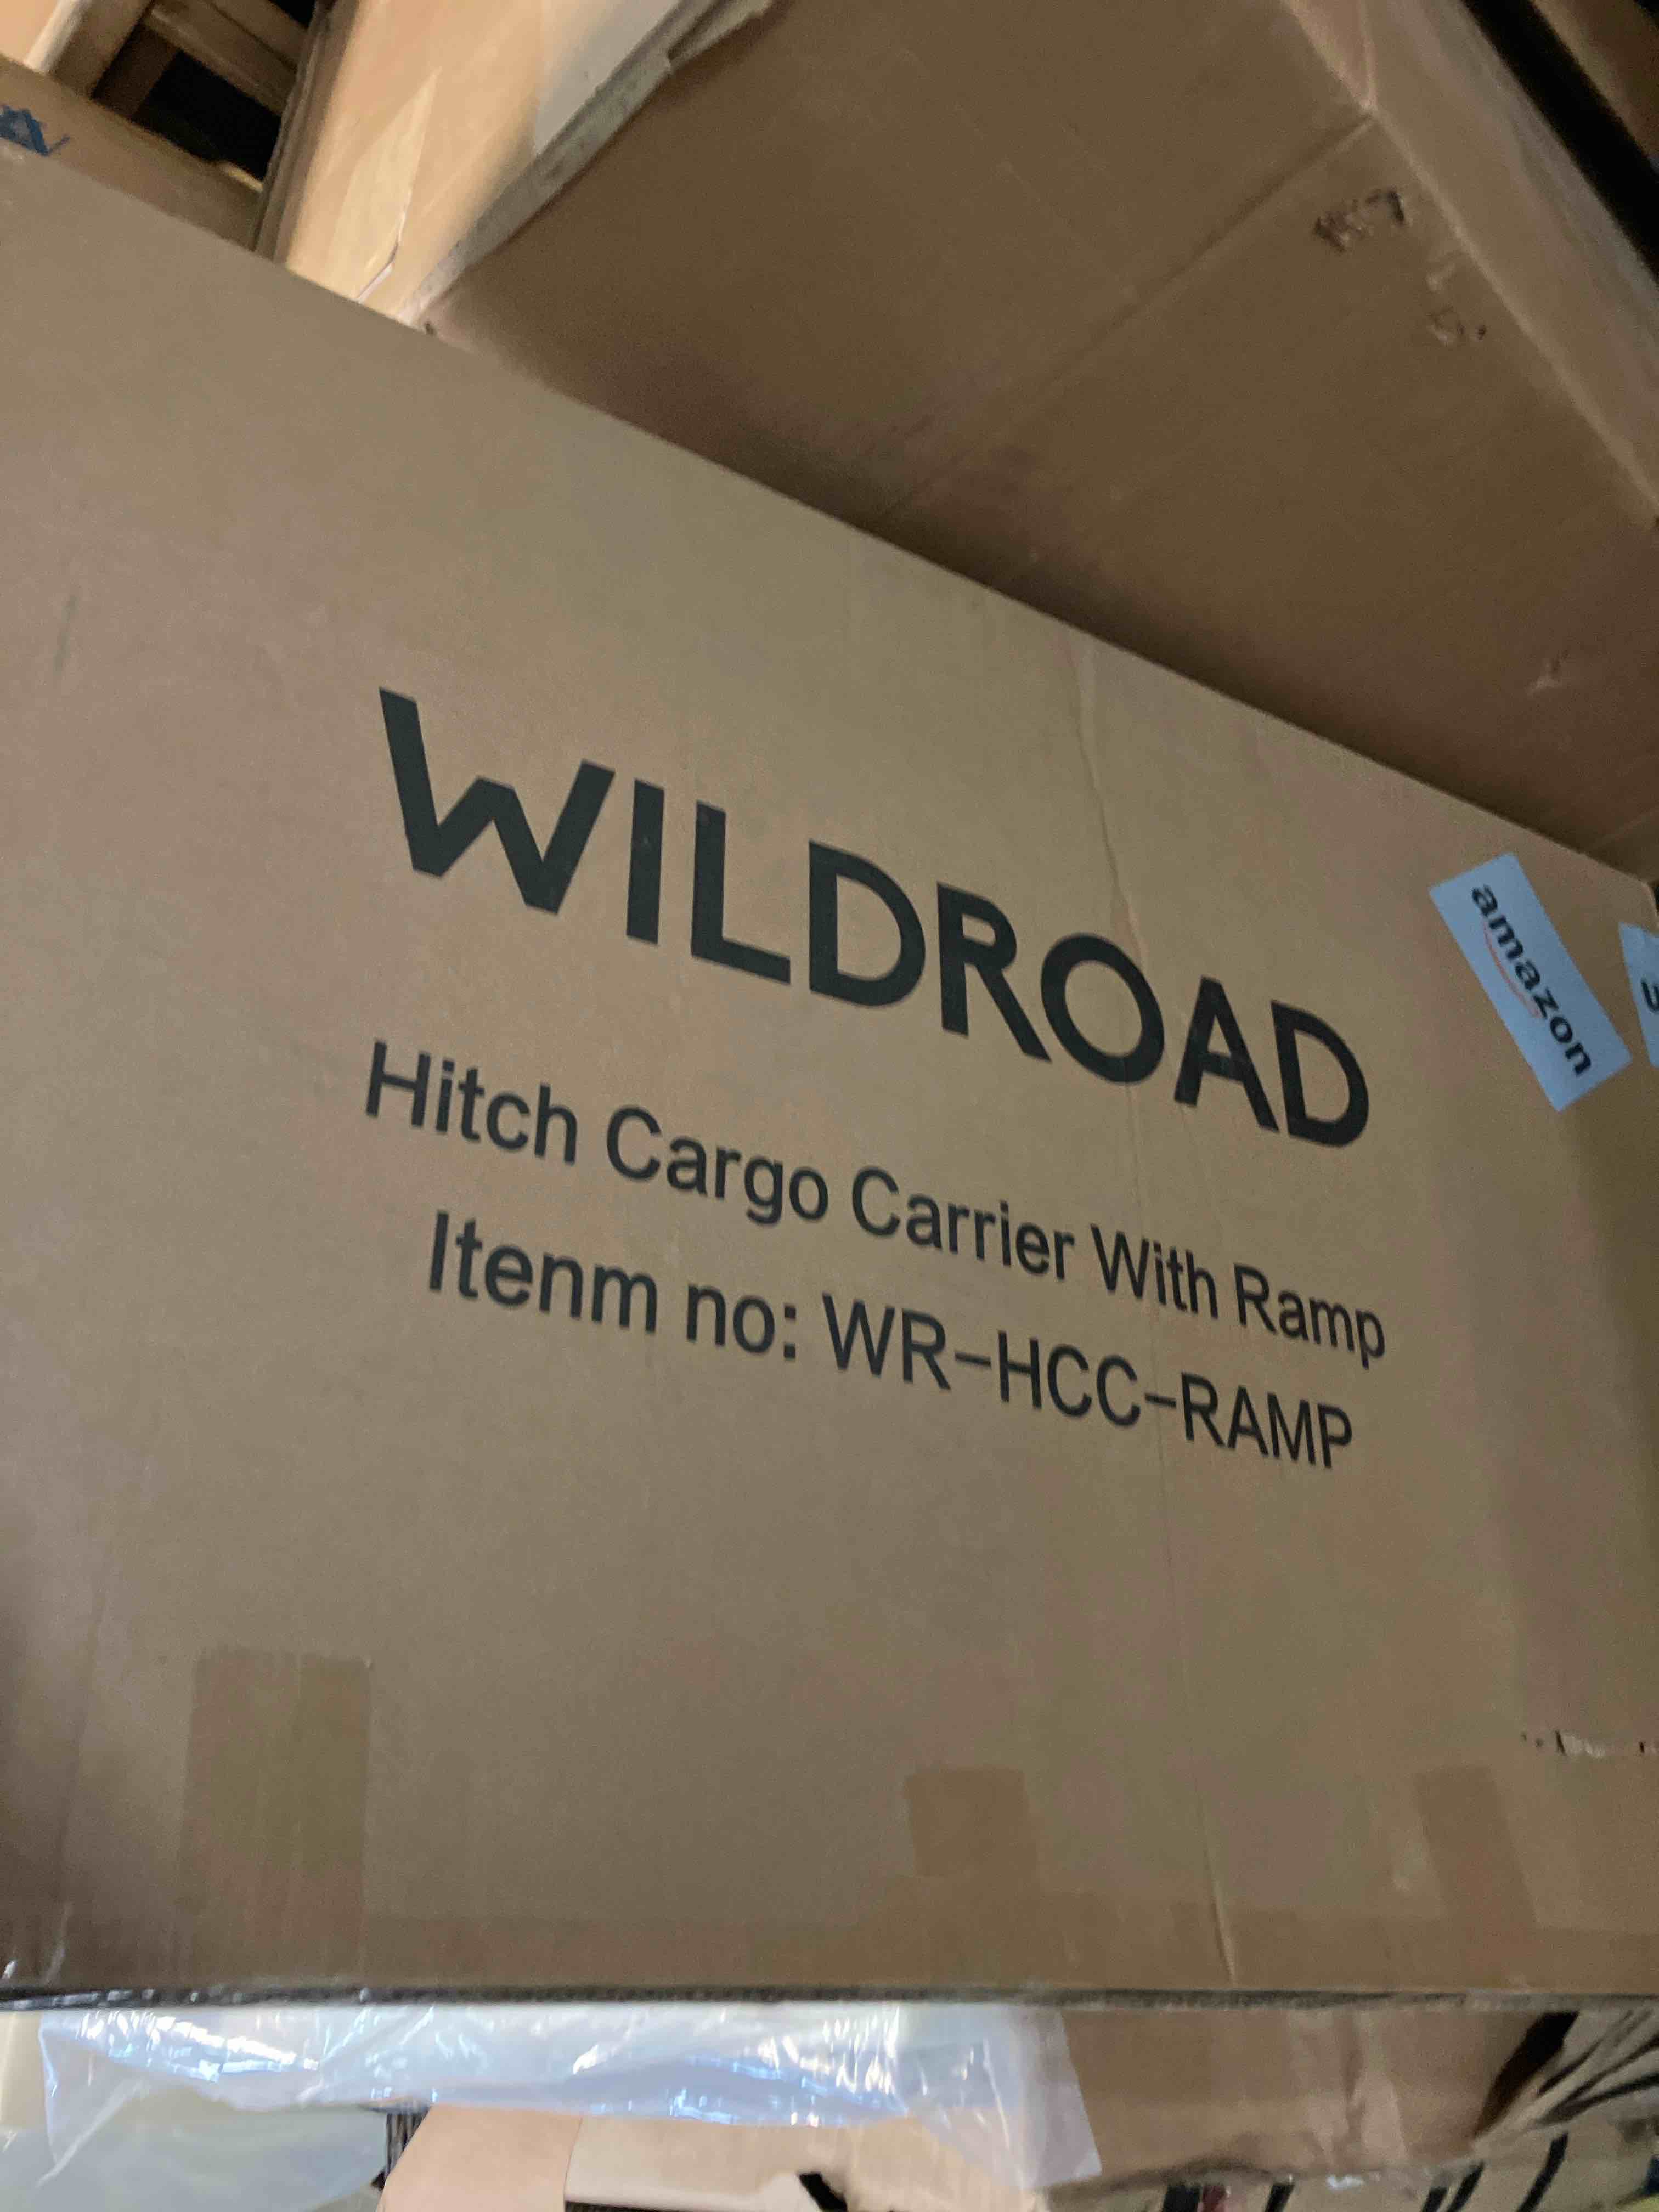 WILDROAD
amazon
Hitch Cargo Carrier With Ramp
Itenm no: WR-HCC-RAMP